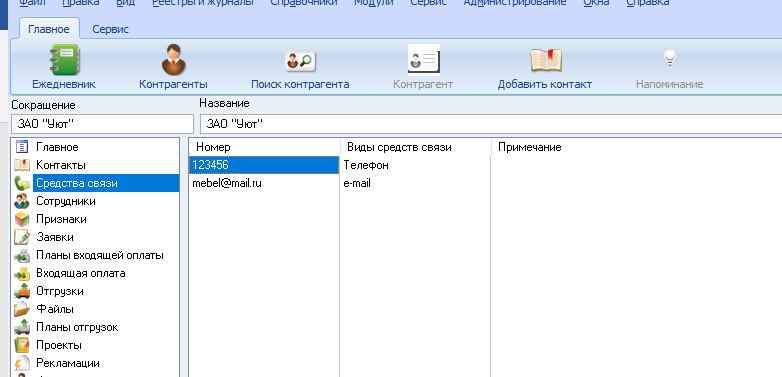 Файл Правка Вид Реестры и журналы Справочники Модули Сервис Администрирование Окна Справка
Главное Сервис
Ежедневник Контрагенты Поиск контрагента Контрагент Добавить контакт Напоминание
Сокращение Название
ЗАО "Уют" ЗАО "Уют"
Главное
Контакты
Средства связи
Сотрудники
Признаки
Заявки
Планы входящей оплаты
Входящая оплата
Отгрузки
Файлы
Планы отгрузок
Проекты
Рекламации
Номер Виды средств связи Примечание
123456 Телефон
mebel@mail.ru e-mail